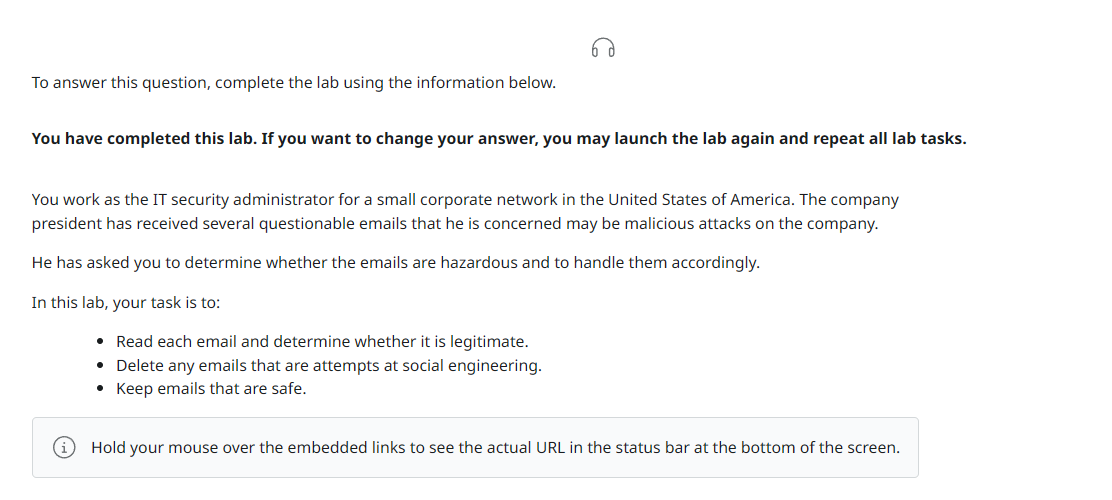 To answer this question, complete the lab using the information below.
You have completed this lab. If you want to change your answer, you may launch the lab again and repeat all lab tasks.
You work as the IT security administrator for a small corporate network in the United States of America. The company
president has received several questionable emails that he is concerned may be malicious attacks on the company.
He has asked you to determine whether the emails are hazardous and to handle them accordingly.
In this lab, your task is to:
• Read each email and determine whether it is legitimate.
• Delete any emails that are attempts at social engineering.
• Keep emails that are safe.
Hold your mouse over the embedded links to see the actual URL in the status bar at the bottom of the screen.